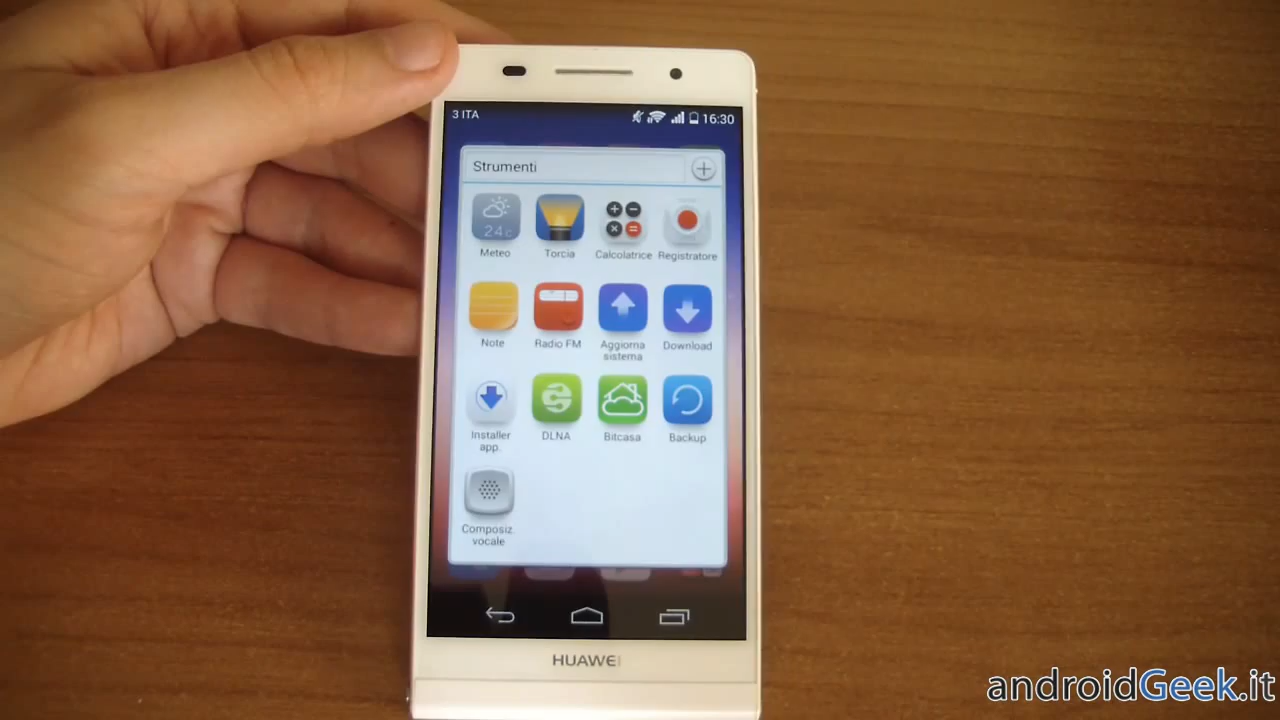 3 ITA 16:30
Strumenti
24c
Meteo Torcia Calcolatrice Registratore
Note Radio FM Aggiorna sistema Download
Installer app. DLNA Bitcasa Backup
Composiz. vocale
HUAWEI
androidGeek.it